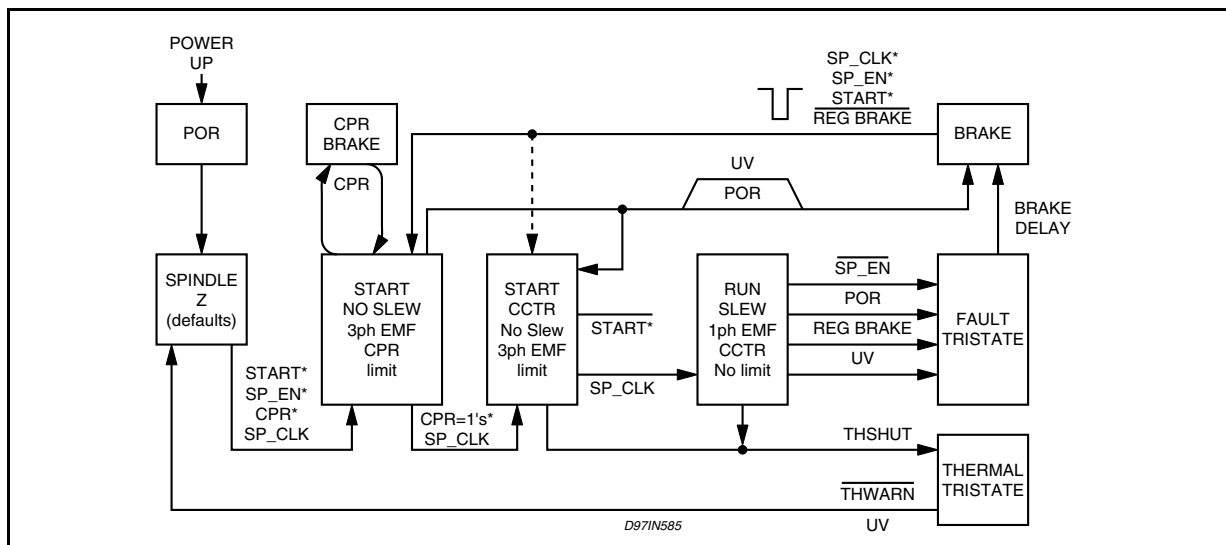 POWER
UP
POR
CPR
BRAKE
CPR
SP_CLK*
SP_EN*
START*
REG BRAKE
BRAKE
UV
POR
BRAKE
DELAY
SPINDLE
Z
(defaults)
START
NO SLEW
3ph EMF
CPR
limit
START
CCTR
No Slew
3ph EMF
limit
START*
SP_CLK
RUN
SLEW
1ph EMF
CCTR
No limit
SP_EN
POR
REG BRAKE
UV
FAULT
TRISTATE
START*
SP_EN*
CPR*
SP_CLK
CPR=1's*
SP_CLK
THSHUT
THWARN
UV
THERMAL
TRISTATE
D97IN585